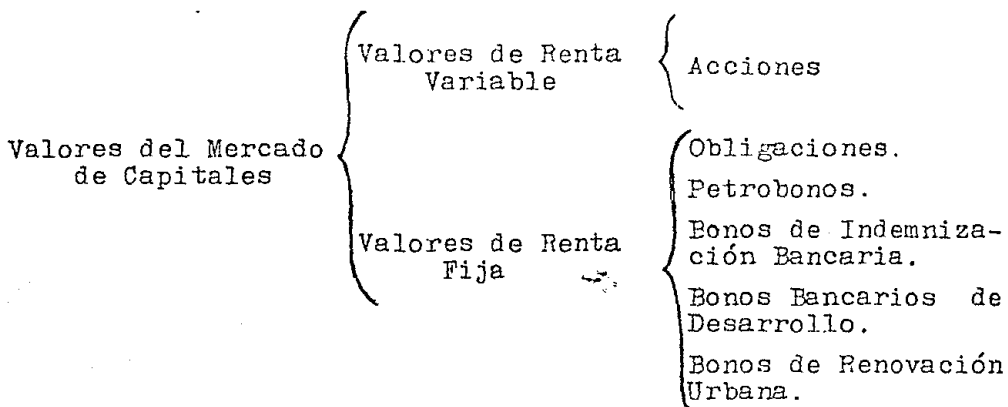 Valores del Mercado
de Capitales
Valores de Renta
Variable
Acciones
Valores de Renta
Fija
Obligaciones.
Petrobonos.
Bonos de Indemniza-
ción Bancaria.
Bonos Bancarios de
Desarrollo.
Bonos de Renovación
Urbana.